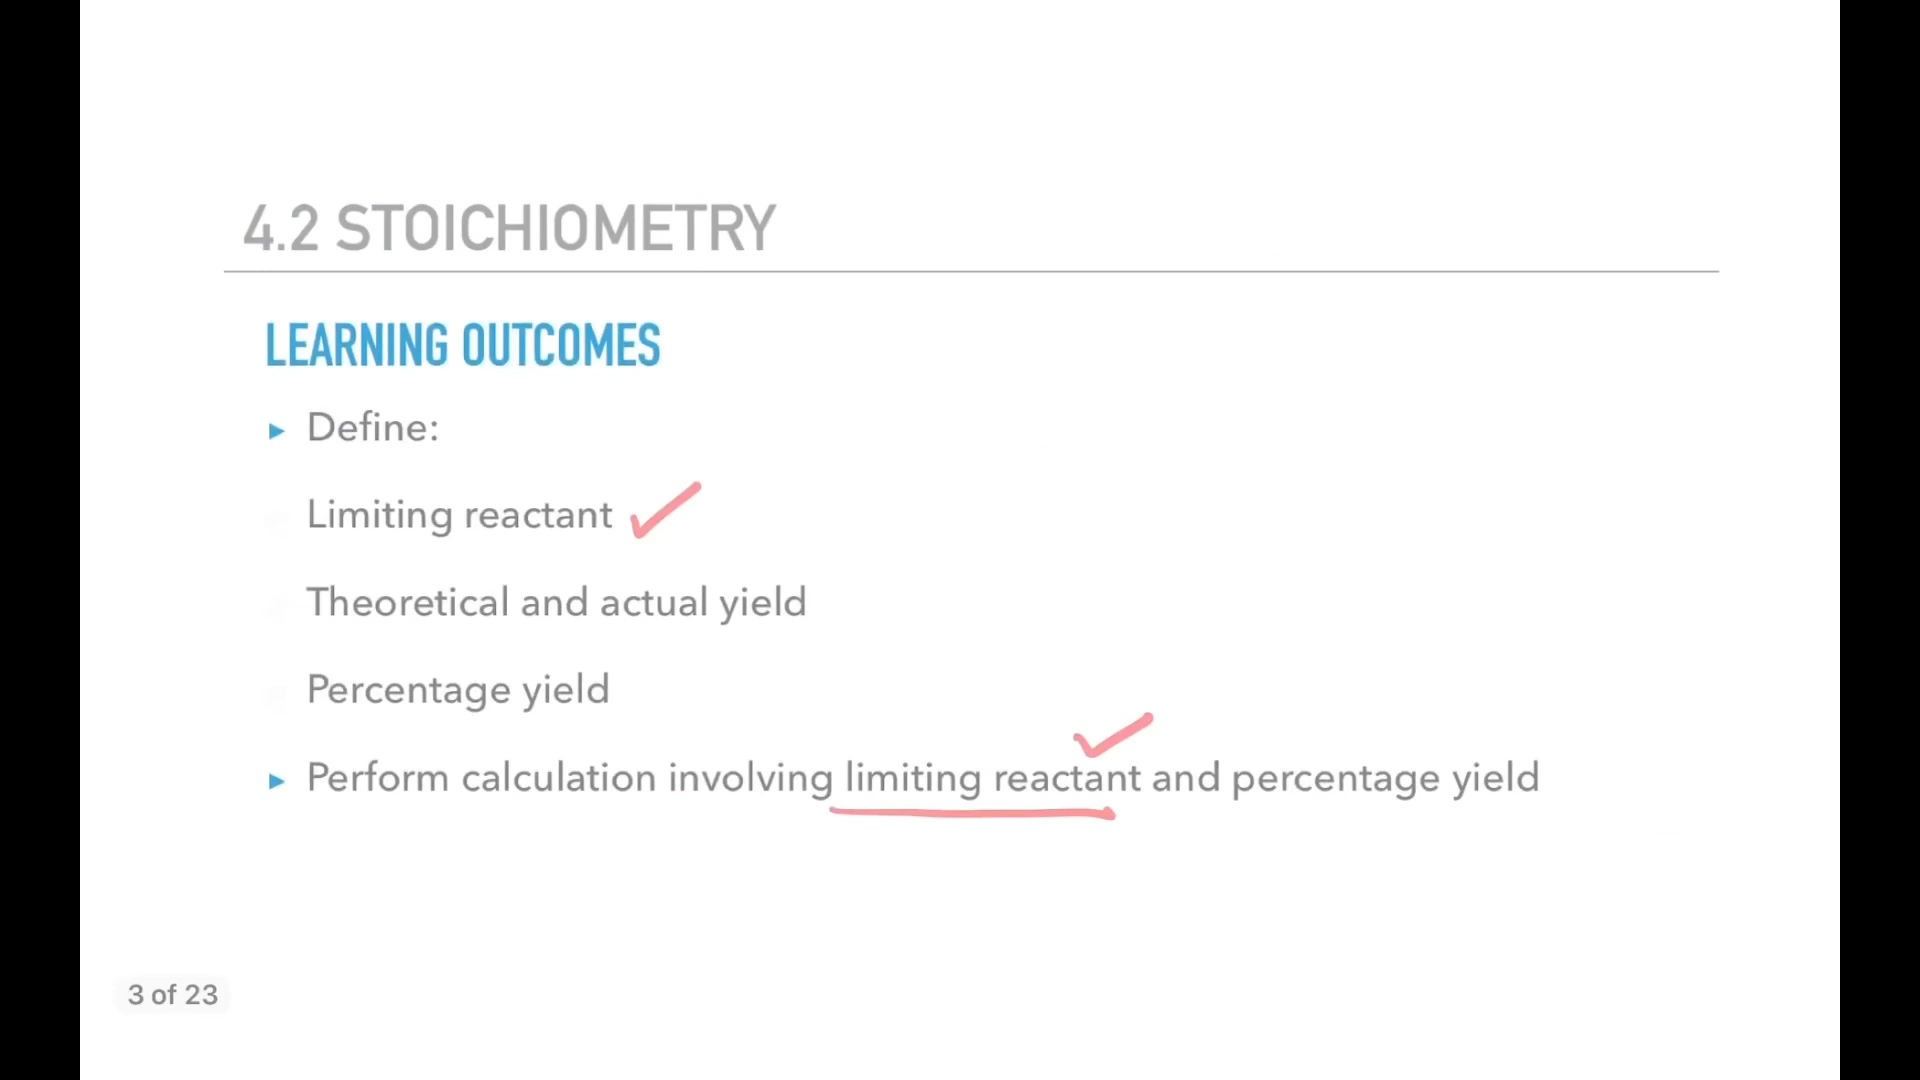 4.2 STOICHIOMETRY
LEARNING OUTCOMES
▸ Define:
Limiting reactant
Theoretical and actual yield
Percentage yield
▸ Perform calculation involving limiting reactant and percentage yield
3 of 23